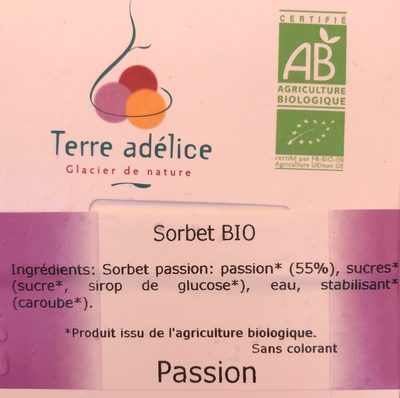 Terre adélice
Glacier de nature
CERTIFIÉ
AB
AGRICULTURE
BIOLOGIQUE
certifié par FR-BIO-09
Agriculture UE/non UE
Sorbet BIO
Ingrédients: Sorbet passion: passion* (55%), sucres*
(sucre*, sirop de glucose*), eau, stabilisant*
(caroube*).
*Produit issu de l'agriculture biologique.
Sans colorant
Passion